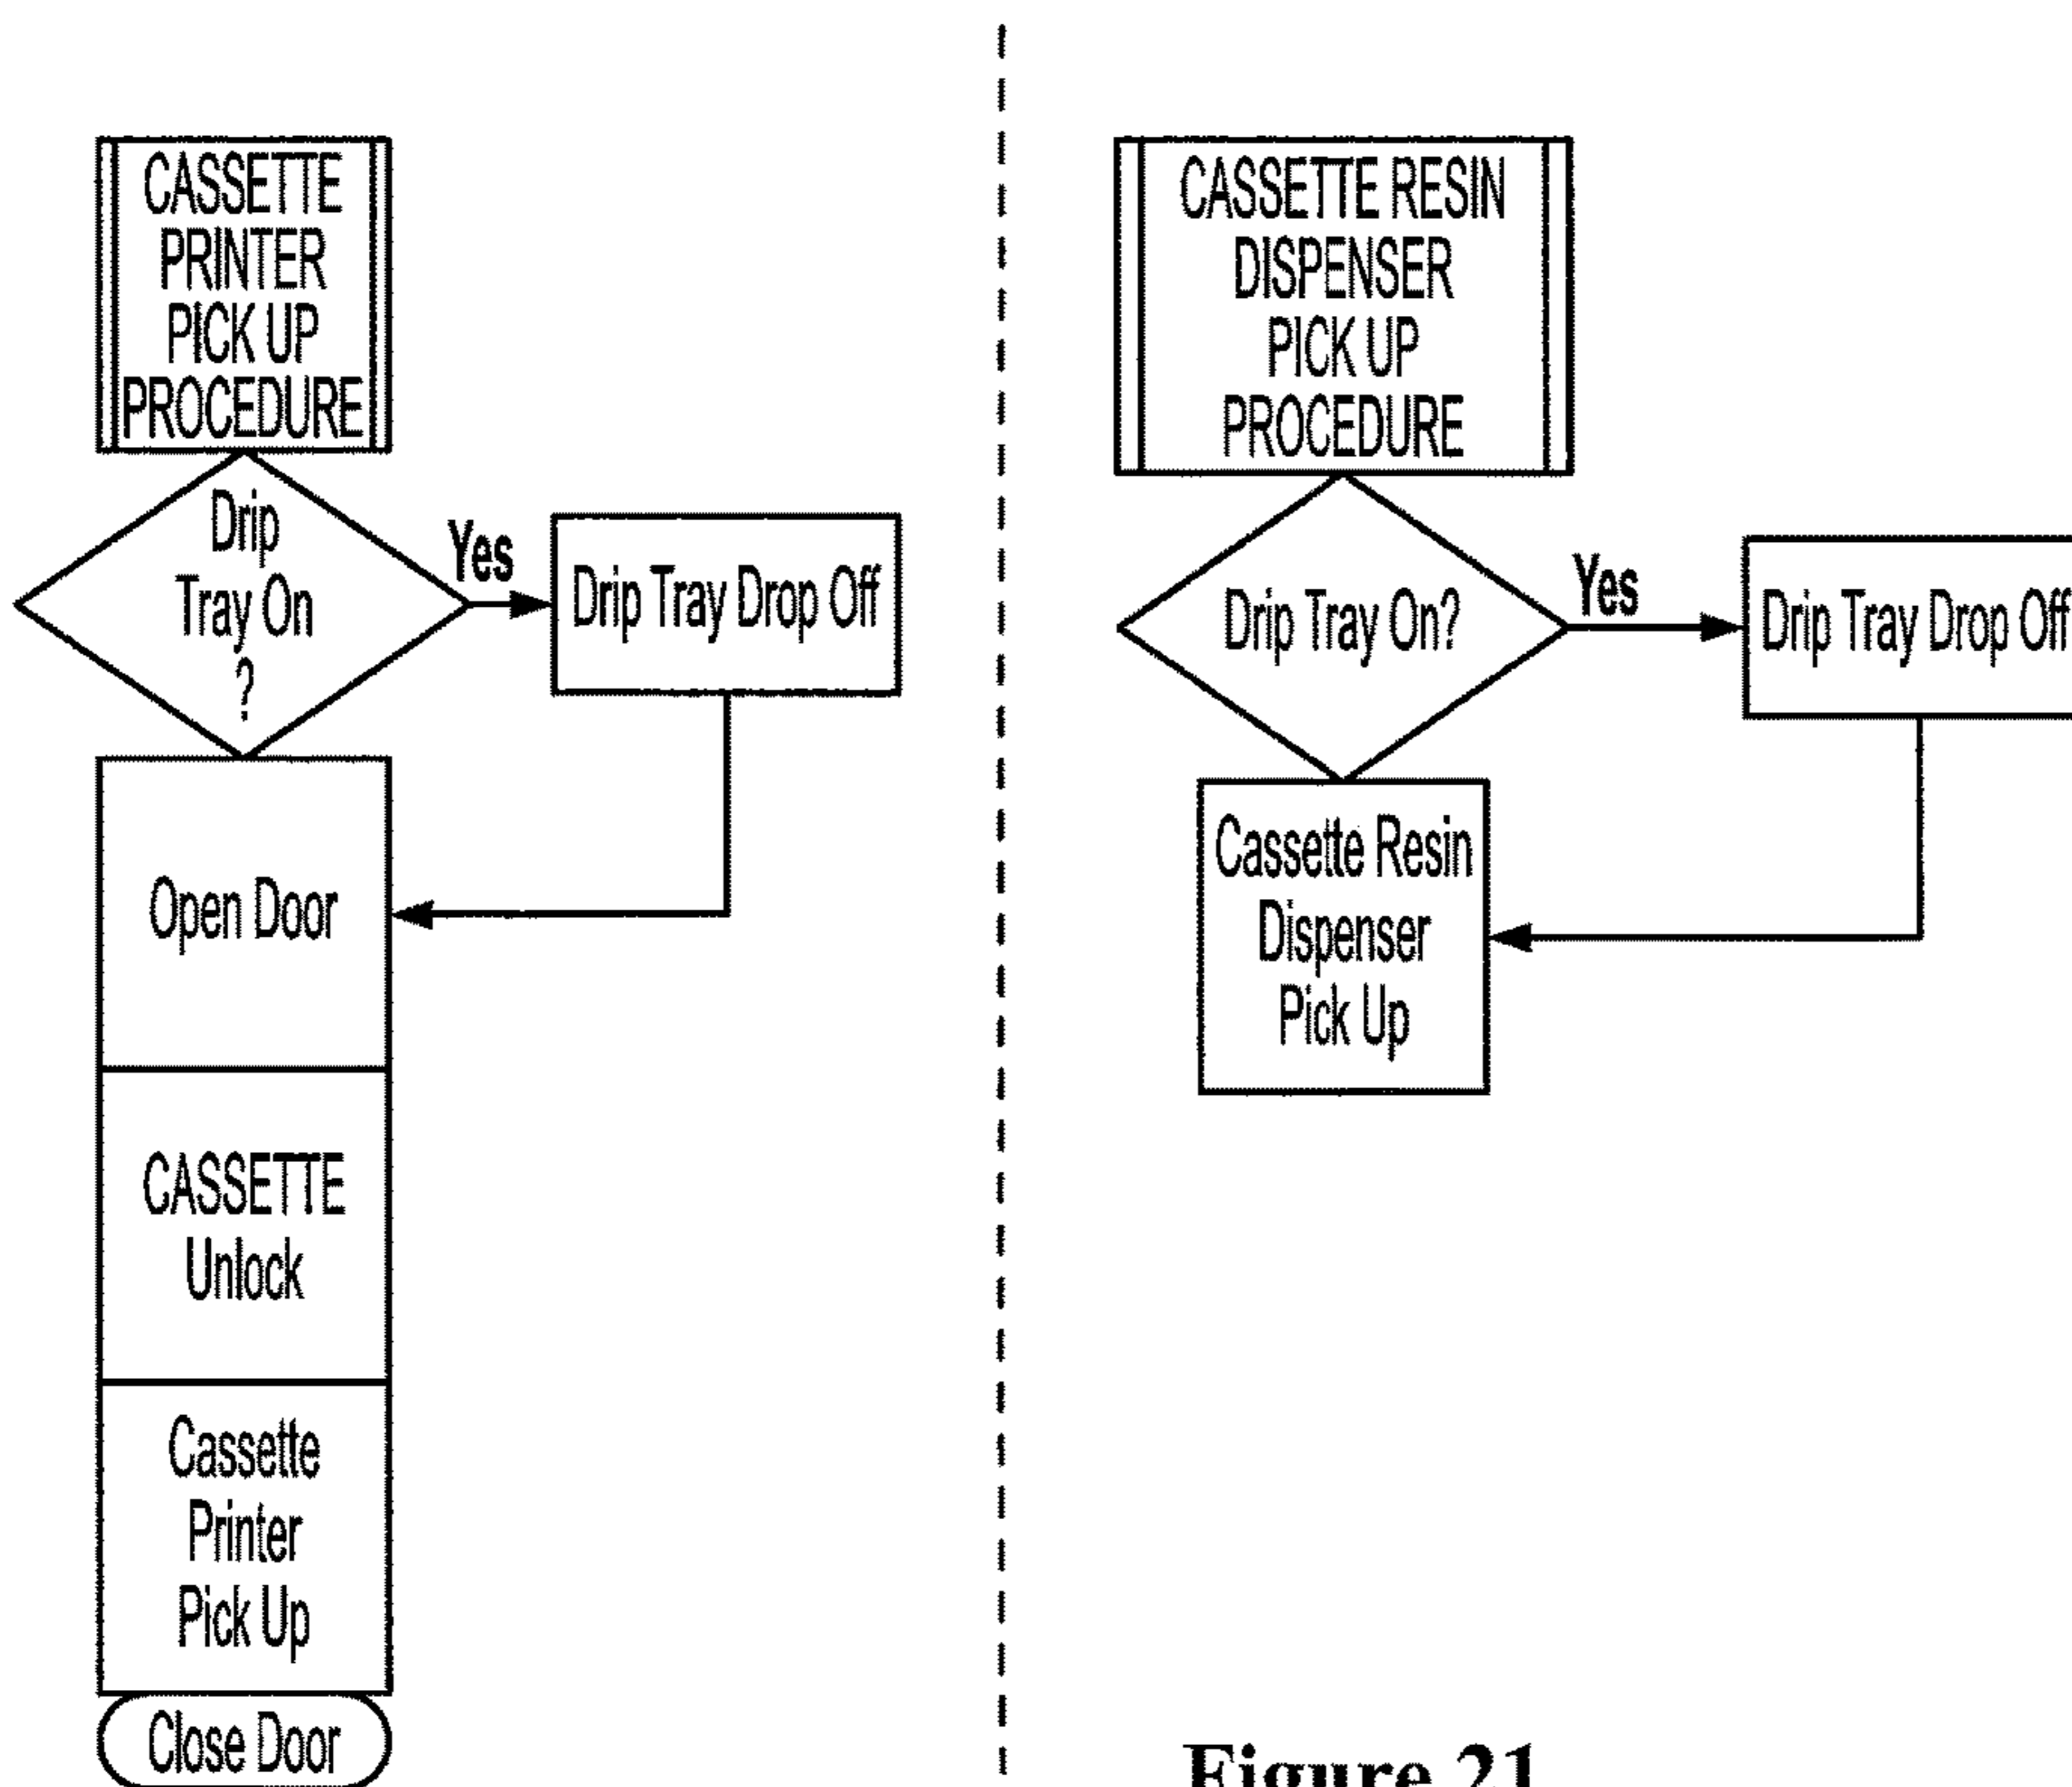 CASSETTE
PRINTER
PICK UP
PROCEDURE
Drip
Tray On
?
Yes
Drip Tray Drop Off
Open Door
CASSETTE
Unlock
Cassette
Printer
Pick Up
Close Door
CASSETTE RESIN
DISPENSER
PICK UP
PROCEDURE
Drip Tray On?
Yes
Drip Tray Drop Off
Cassette Resin
Dispenser
Pick Up
Figure 21